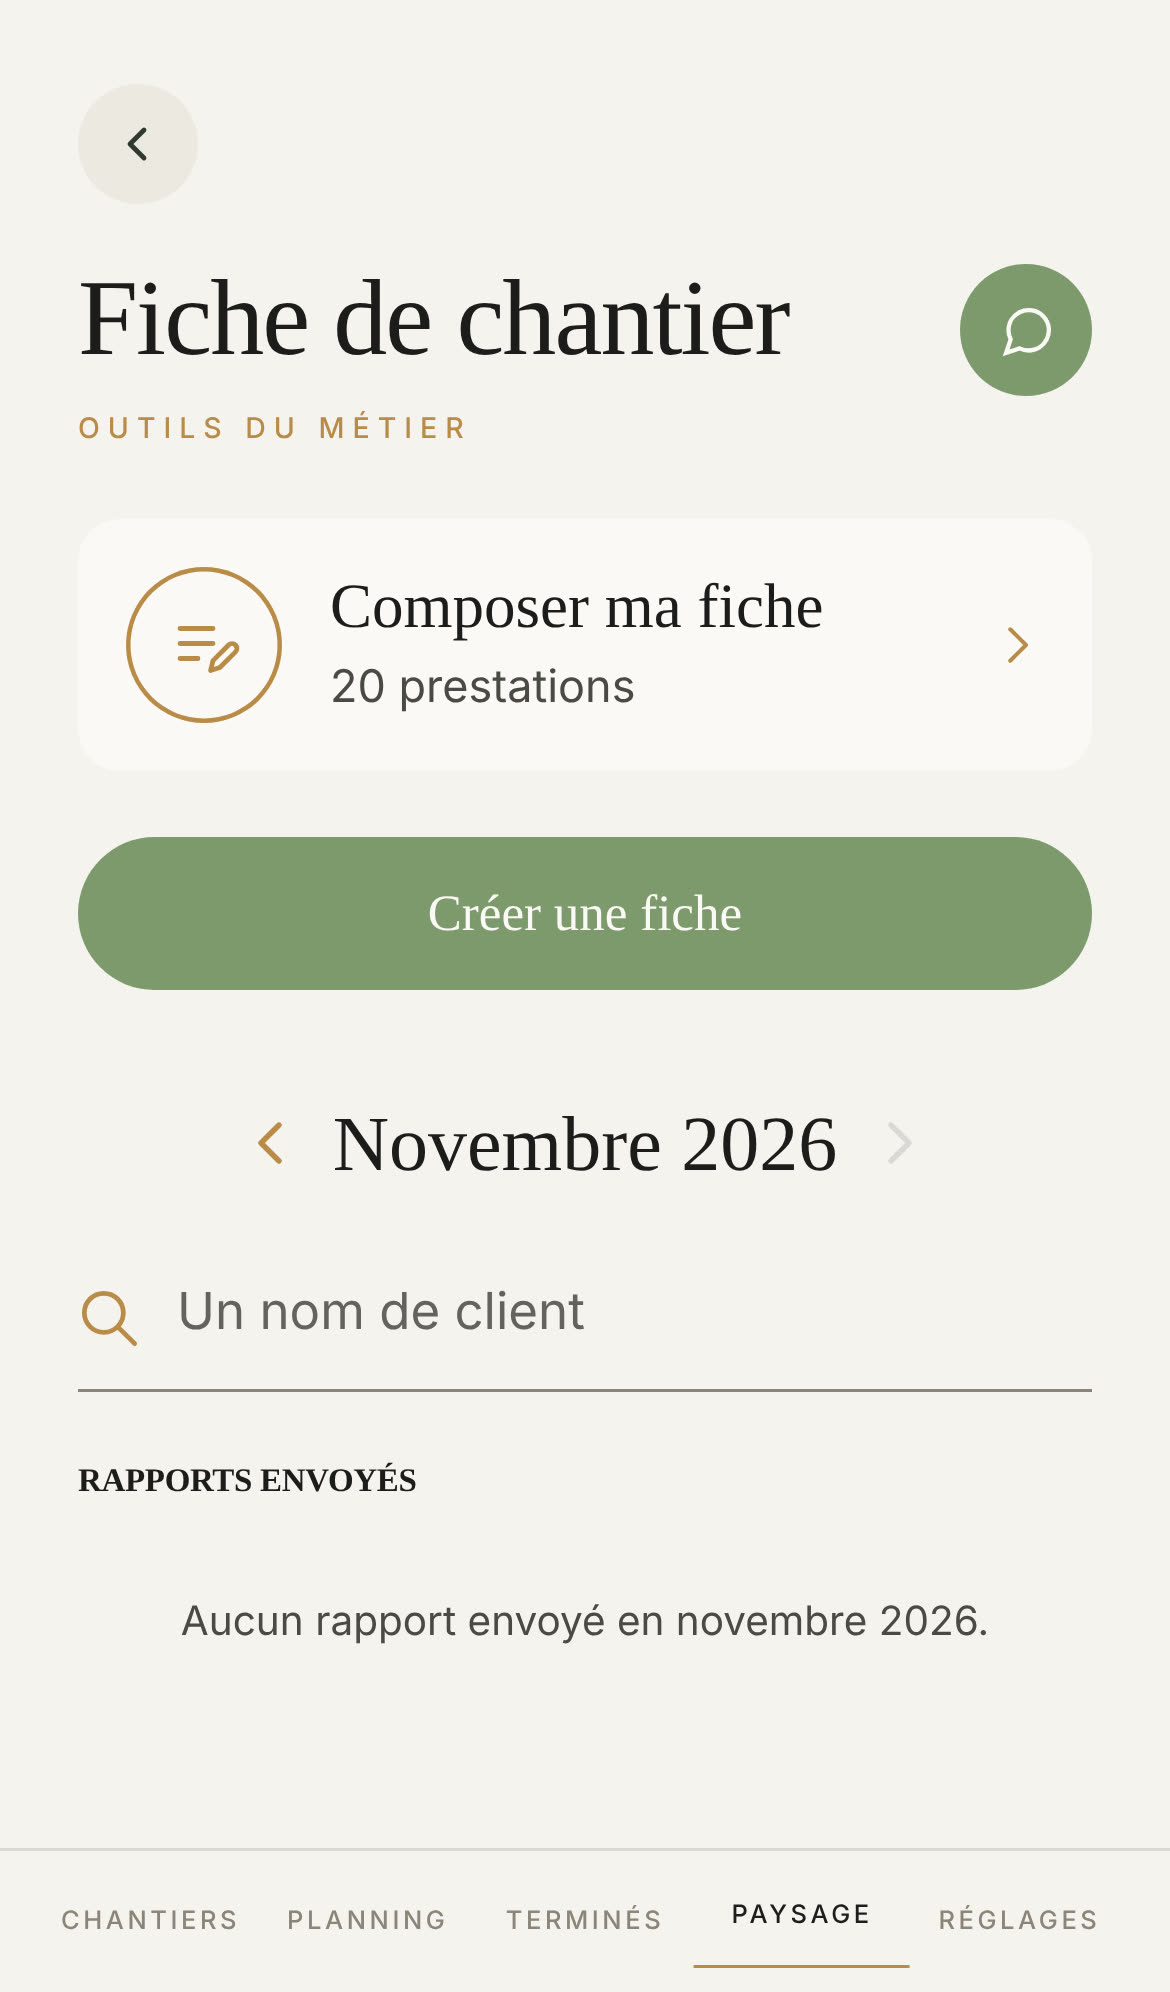 Fiche de chantier
OUTILS DU MÉTIER
Composer ma fiche
20 prestations
Créer une fiche
Novembre 2026
Un nom de client
RAPPORTS ENVOYÉS
Aucun rapport envoyé en novembre 2026.
CHANTIERS PLANNING TERMINÉS PAYSAGE RÉGLAGES